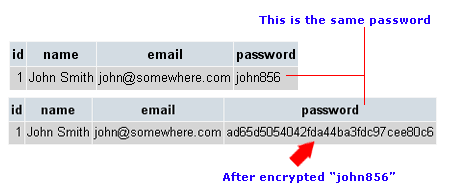 This is the same password
id name email password
1 John Smith john@somewhere.com john856
id name email password
1 John Smith john@somewhere.com ad65d5054042fda44ba3fdc97cee80c6
After encrypted “john856”